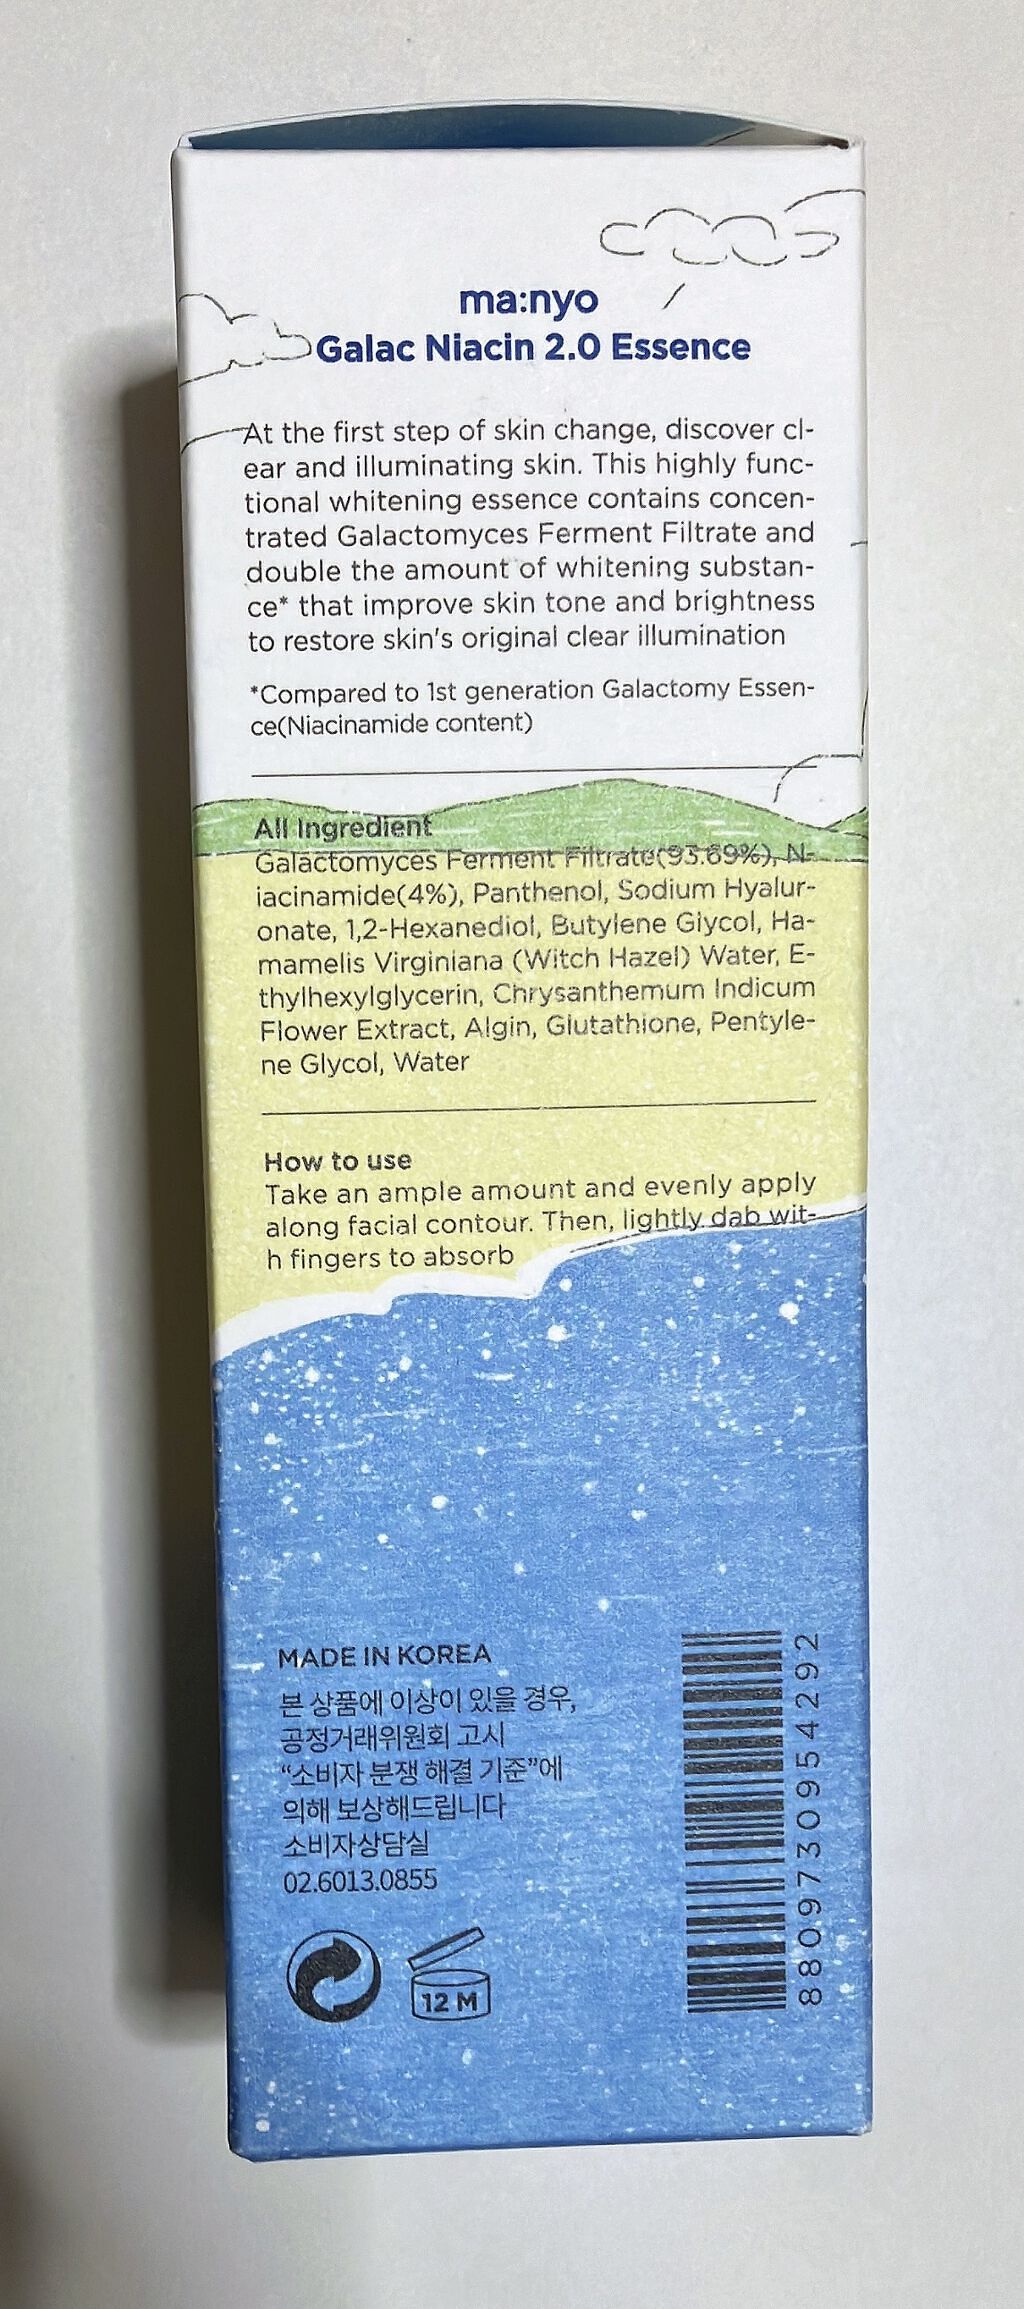 ma:nyo
Galac Niacin 2.0 Essence
At the first step of skin change, discover cl-
ear and illuminating skin. This highly func-
tional whitening essence contains concen-
trated Galactomyces Ferment Filtrate and
double the amount of whitening substan-
ce* that improve skin tone and brightness
to restore skin's original clear illumination
*Compared to 1st generation Galactomy Essen-
ce(Niacinamide content)
All Ingredient
Galactomyces Ferment Filtrate(93.69%), N-
iacinamide(4%), Panthenol, Sodium Hyalur-
onate, 1,2-Hexanediol, Butylene Glycol, Ha-
mamelis Virginiana (Witch Hazel) Water, E-
thylhexylglycerin, Chrysanthemum Indicum
Flower Extract, Algin, Glutathione, Pentyle-
ne Glycol, Water
How to use
Take an ample amount and evenly apply
along facial contour. Then, lightly dab wit-
h fingers to absorb
MADE IN KOREA
본 상품에 이상이 있을 경우,
공정거래위원회 고시
“소비자 분쟁 해결 기준”에
의해 보상해드립니다
소비자상담실
02.6013.0855
12 M
8809730954292